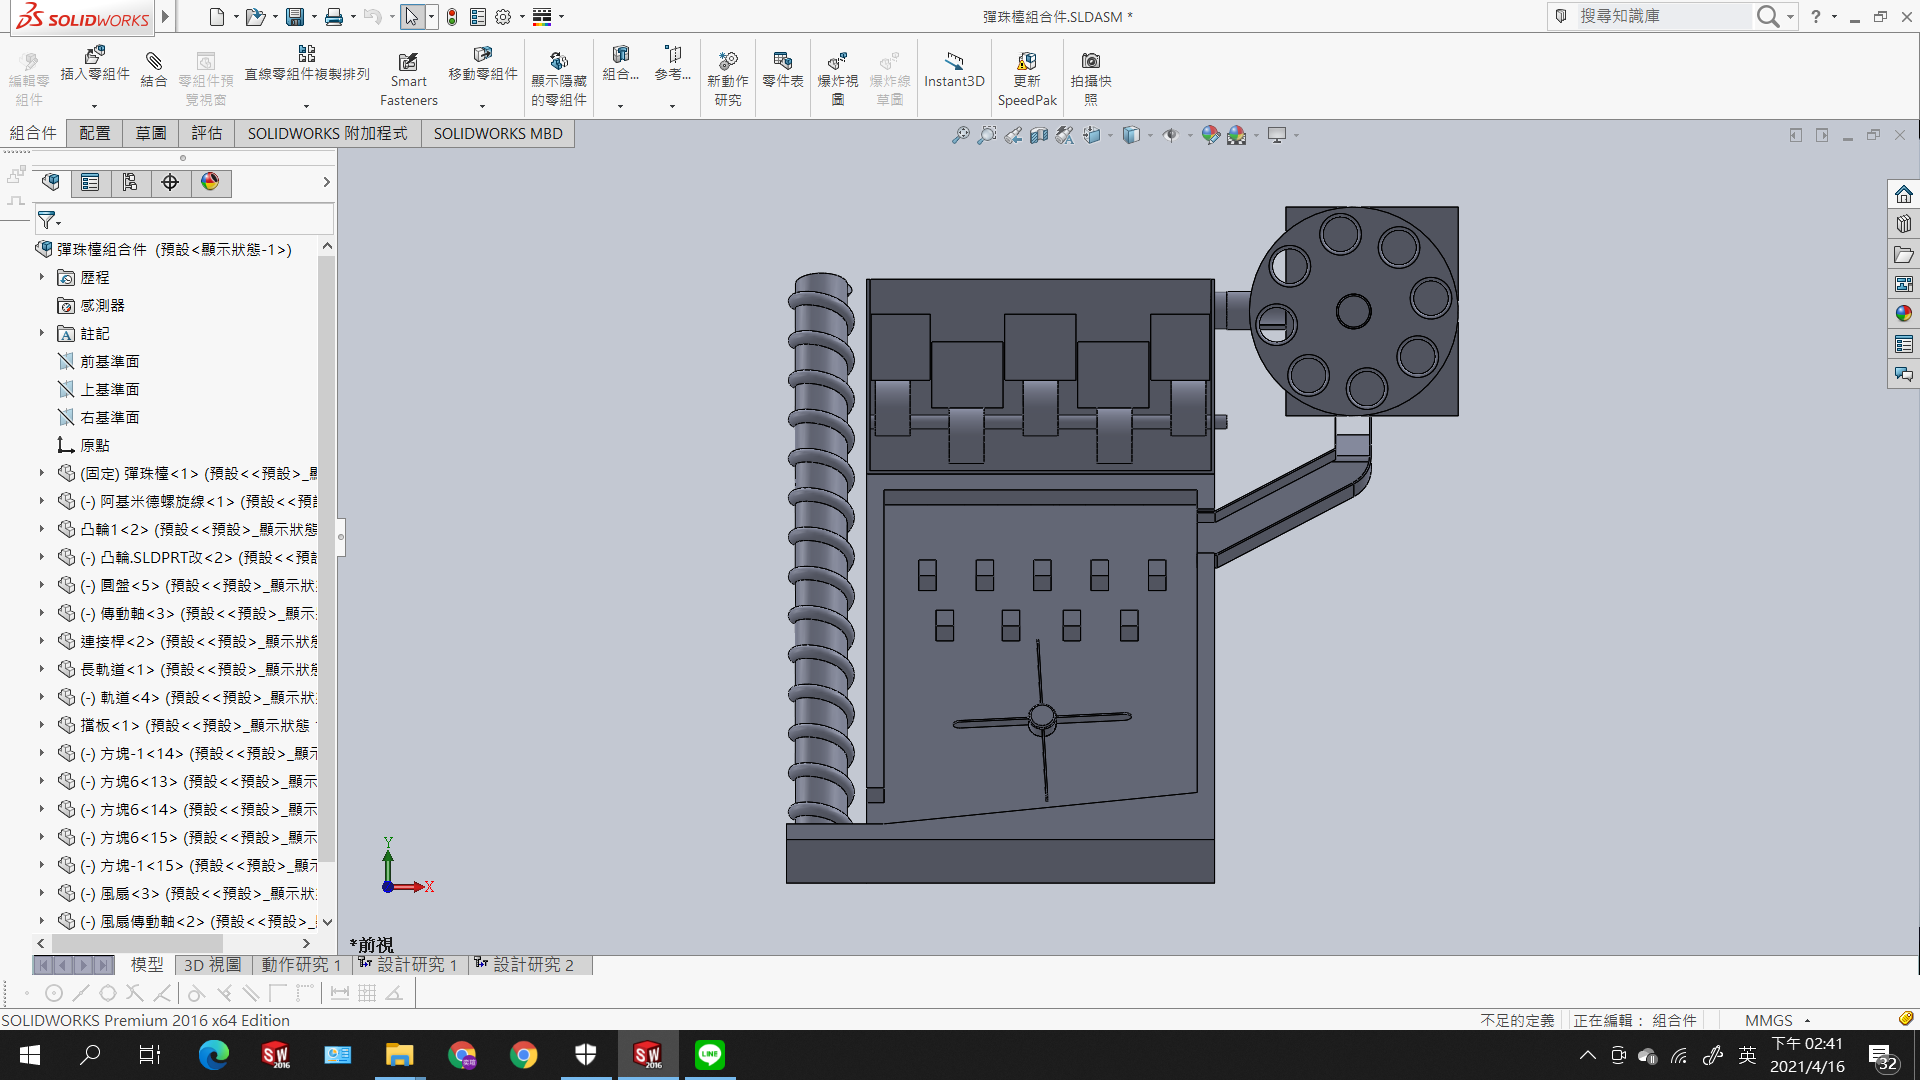 SOLIDWORKS
彈珠檯組合件.SLDASM *
搜尋知識庫
編輯零組件
插入零組件
結合
零組件預覽視窗
直線零組件複製排列
Smart Fasteners
移動零組件
顯示隱藏的零組件
組合...
參考...
新動作研究
零件表
爆炸視圖
爆炸線草圖
Instant3D
更新 SpeedPak
拍攝快照
組合件
配置
草圖
評估
SOLIDWORKS 附加程式
SOLIDWORKS MBD
彈珠檯組合件 (預設<顯示狀態-1>)
歷程
感測器
註記
前基準面
上基準面
右基準面
原點
(固定) 彈珠檯<1> (預設<<預設>_
(-) 阿基米德螺旋線<1> (預設<<預
凸輪1<2> (預設<<預設>_顯示狀態
(-) 凸輪.SLDPRT改<2> (預設<<預
(-) 圓盤<5> (預設<<預設>_顯示狀
(-) 傳動軸<3> (預設<<預設>_顯示
連接桿<2> (預設<<預設>_顯示狀態
長軌道<1> (預設<<預設>_顯示狀態
(-) 軌道<4> (預設<<預設>_顯示狀
擋板<1> (預設<<預設>_顯示狀態
(-) 方塊-1<14> (預設<<預設>_顯示
(-) 方塊6<13> (預設<<預設>_顯示
(-) 方塊6<14> (預設<<預設>_顯示
(-) 方塊6<15> (預設<<預設>_顯示
(-) 方塊-1<15> (預設<<預設>_顯示
(-) 風扇<3> (預設<<預設>_顯示狀
(-) 風扇傳動軸<2> (預設<<預設>_
Y
X
*前視
模型
3D 視圖
動作研究 1
設計研究 1
設計研究 2
SOLIDWORKS Premium 2016 x64 Edition
不足的定義
正在編輯： 組合件
MMGS
SW 2016
SW 2016
LINE
英
下午 02:41
2021/4/16
32